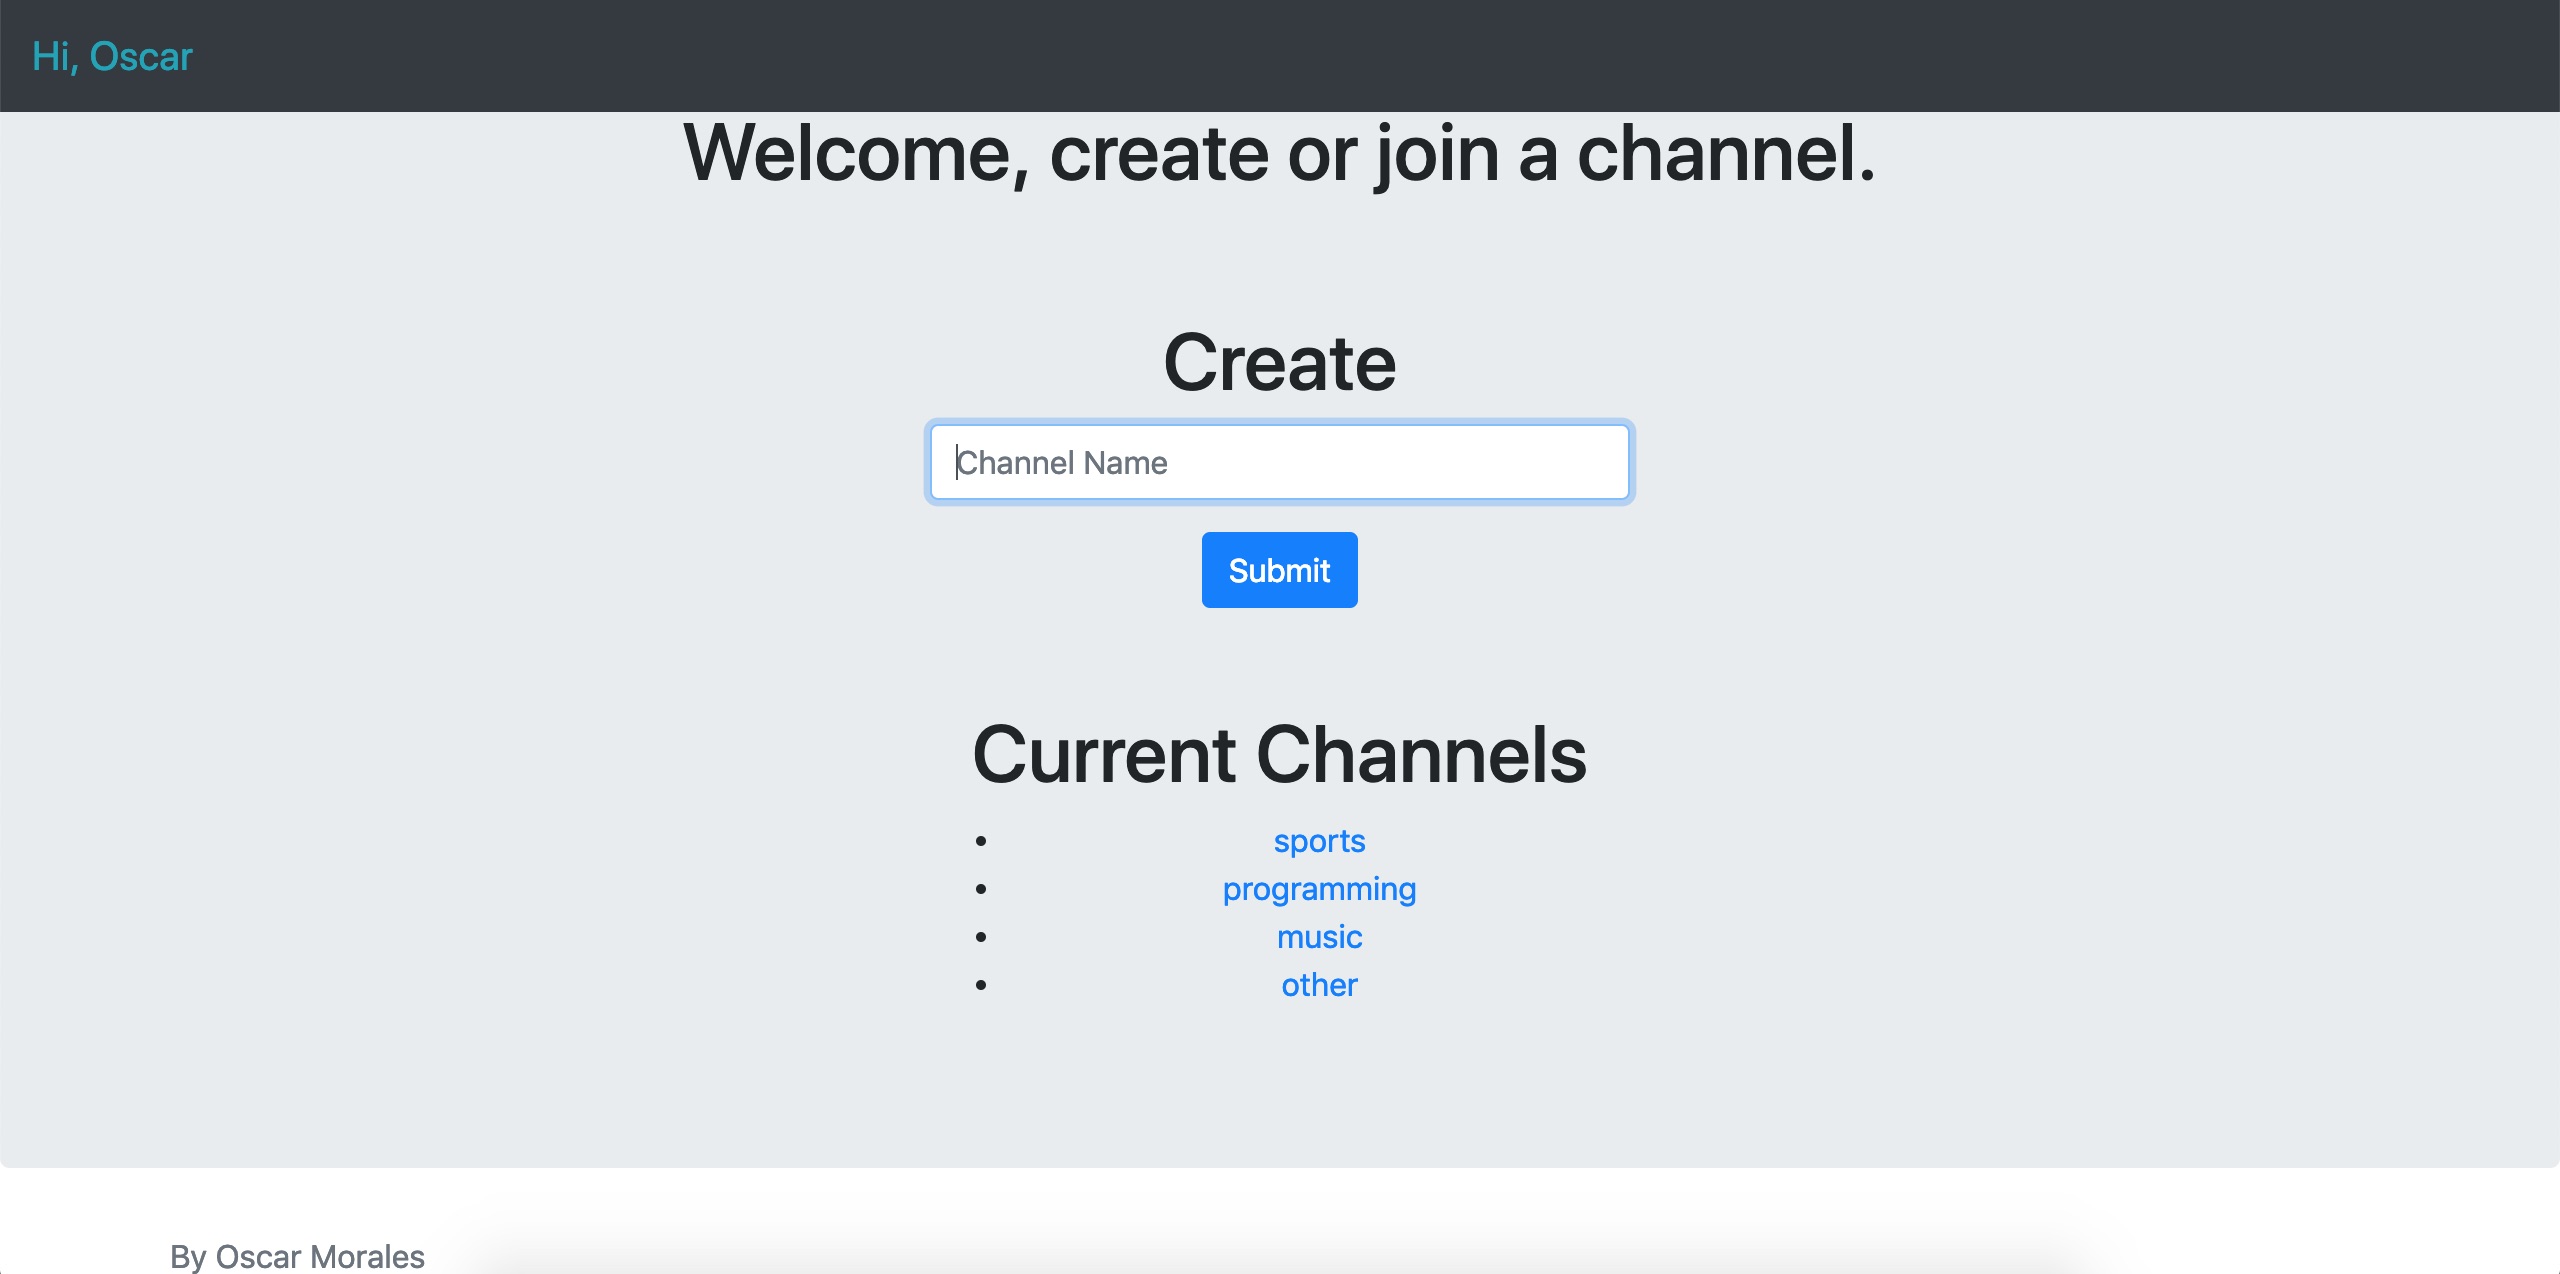 Hi, Oscar
Welcome, create or join a channel.
Create
Channel Name
Submit
Current Channels
sports
programming
music
other
By Oscar Morales